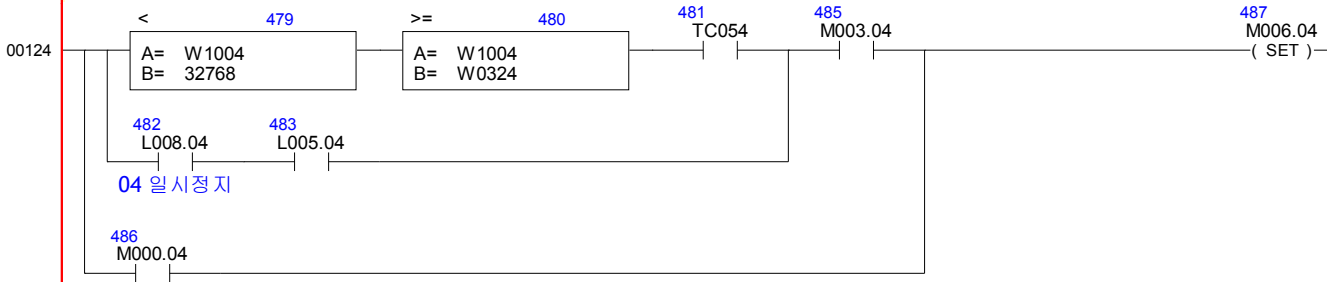 < 479 >= 480 481 485 487
TC054 M003.04 M006.04
00124 A= W1004 A= W1004 ( SET )
B= 32768 B= W0324
482 483
L008.04 L005.04
04 일시정지
486
M000.04